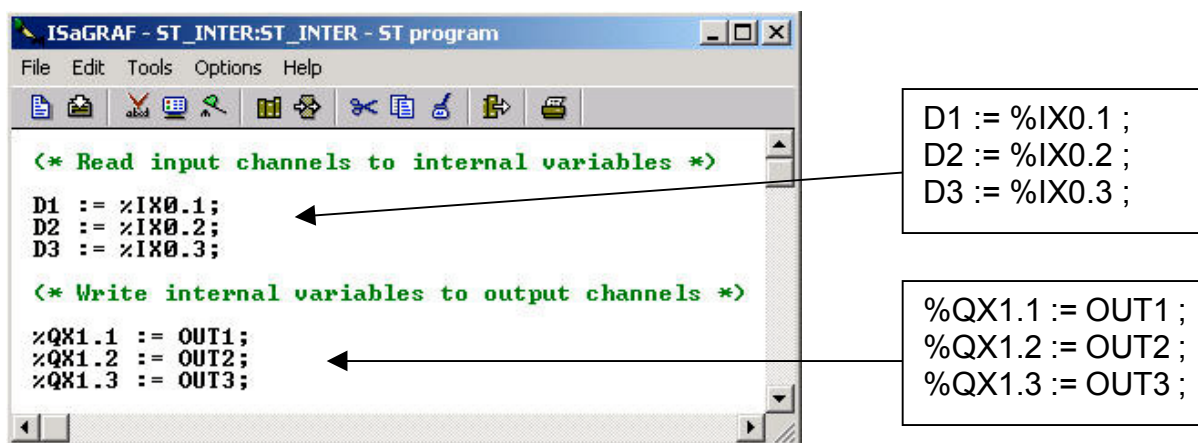 ISaGRAF - ST_INTER:ST_INTER - ST program
File Edit Tools Options Help
(* Read input channels to internal variables *)
D1 := %IX0.1;
D2 := %IX0.2;
D3 := %IX0.3;
(* Write internal variables to output channels *)
%QX1.1 := OUT1;
%QX1.2 := OUT2;
%QX1.3 := OUT3;
D1 := %IX0.1 ;
D2 := %IX0.2 ;
D3 := %IX0.3 ;
%QX1.1 := OUT1 ;
%QX1.2 := OUT2 ;
%QX1.3 := OUT3 ;